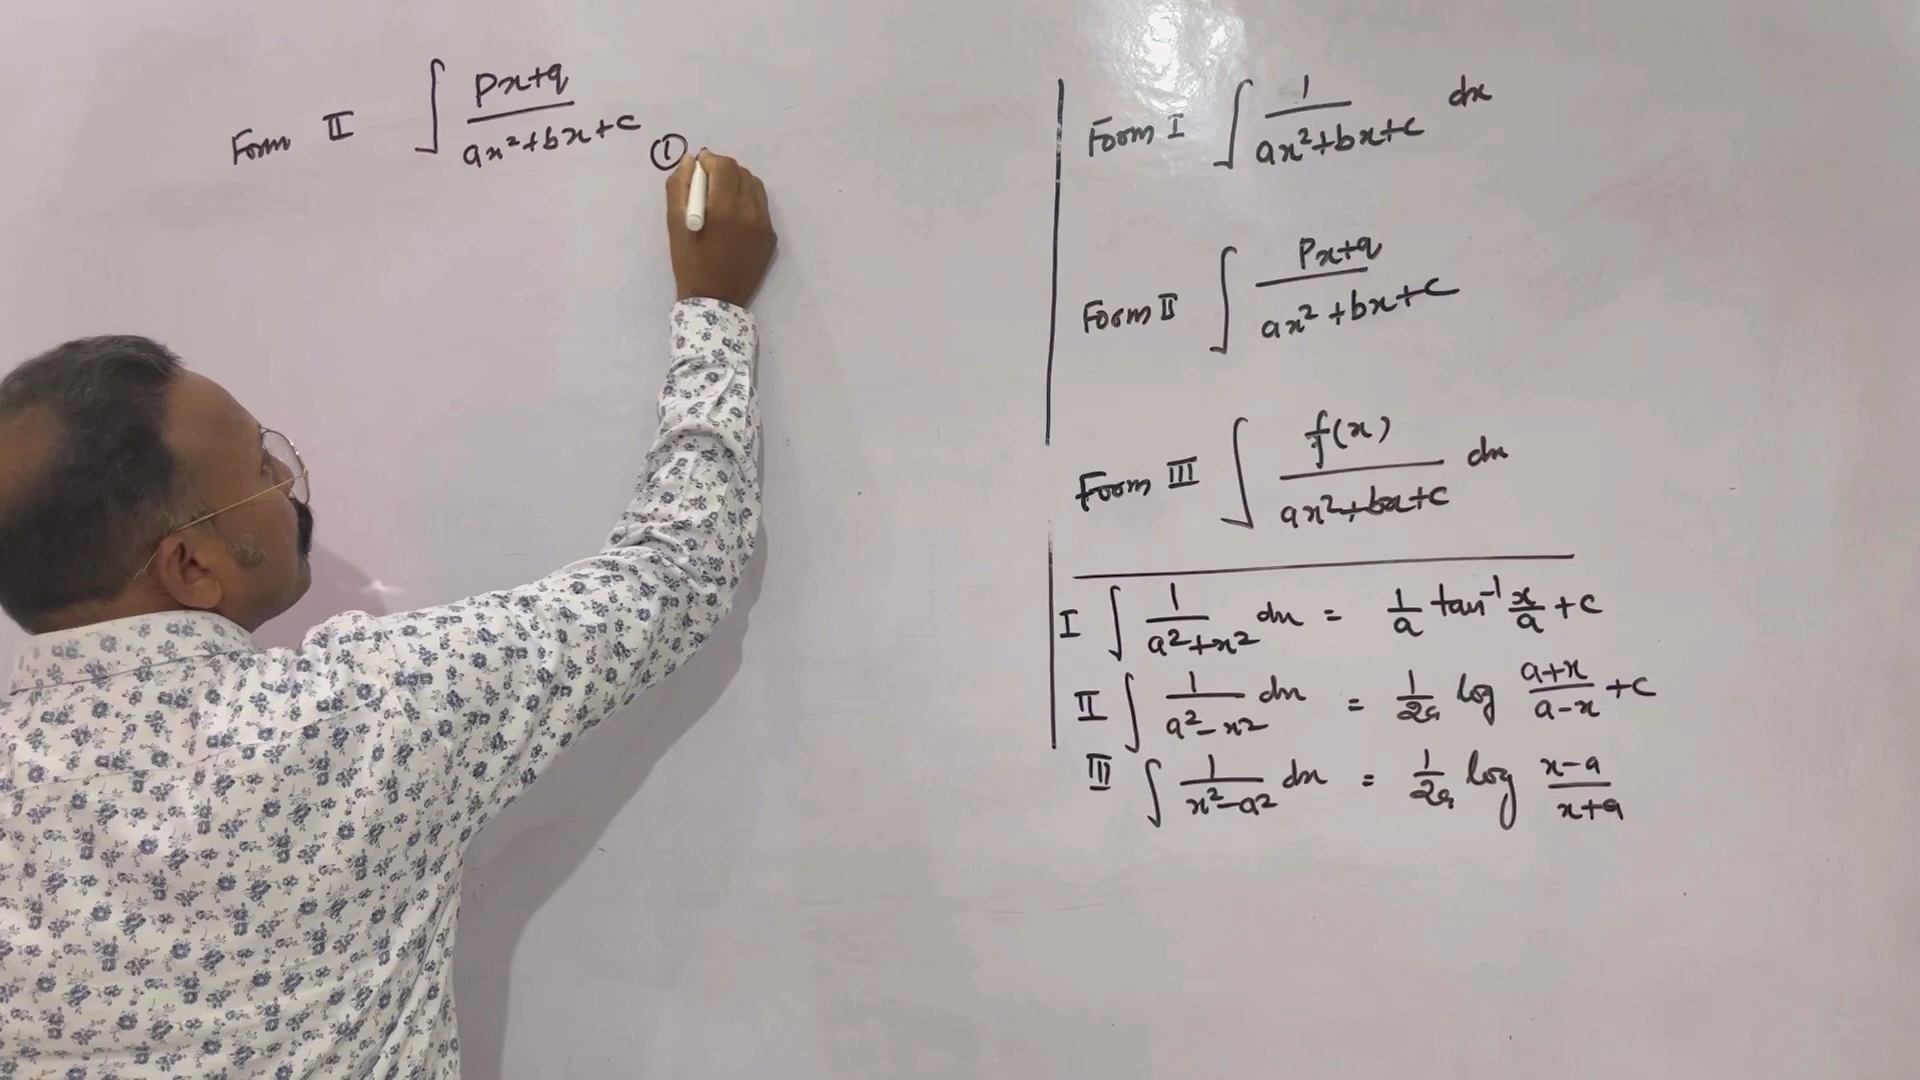 Form II ∫ px+q / ax²+bx+c ①
Form I ∫ 1 / ax²+bx+c dx
Form II ∫ px+q / ax²+bx+c
Form III ∫ f(x) / ax²+bx+c dx
I ∫ 1 / a²+x² dx = 1/a tan⁻¹ x/a + c
II ∫ 1 / a²-x² dx = 1/2a log a+x / a-x + c
III ∫ 1 / x²-a² dx = 1/2a log x-a / x+a